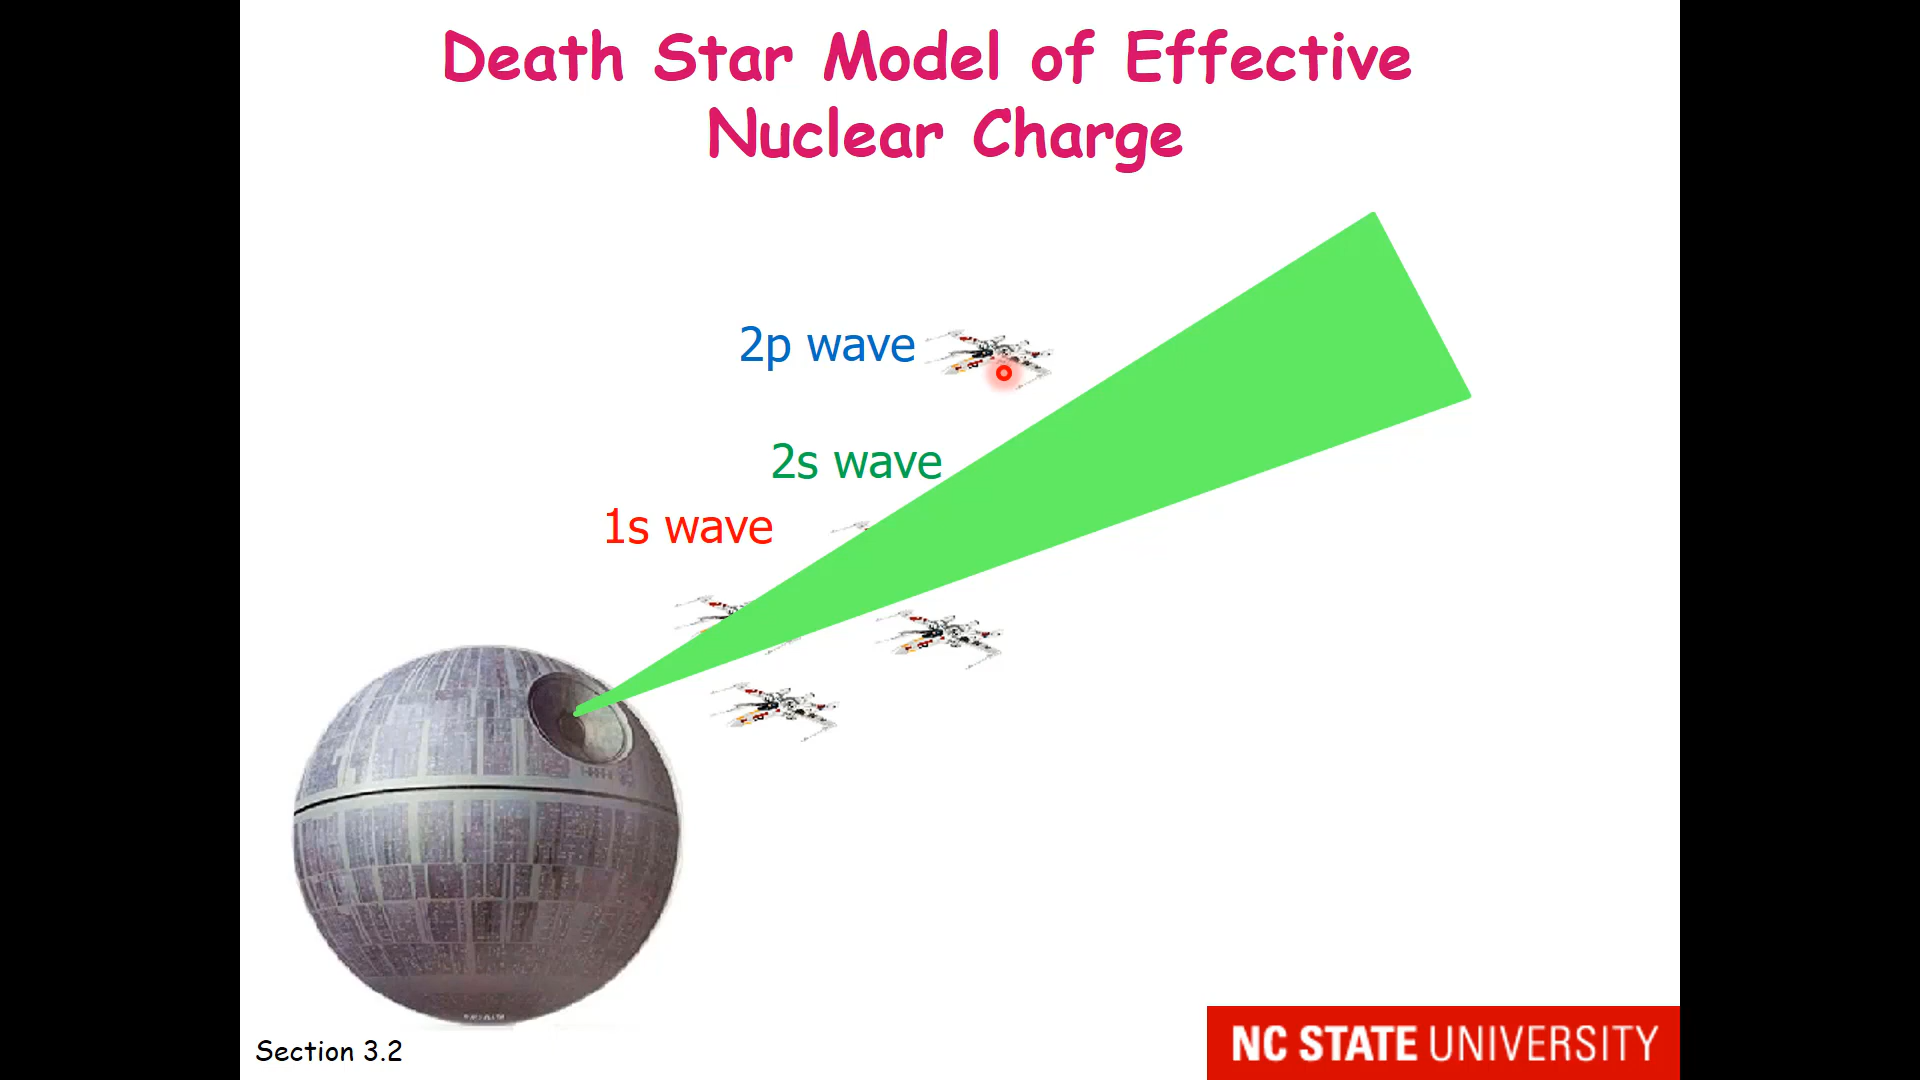 Death Star Model of Effective
Nuclear Charge
2p wave
2s wave
1s wave
Section 3.2
NC STATE UNIVERSITY